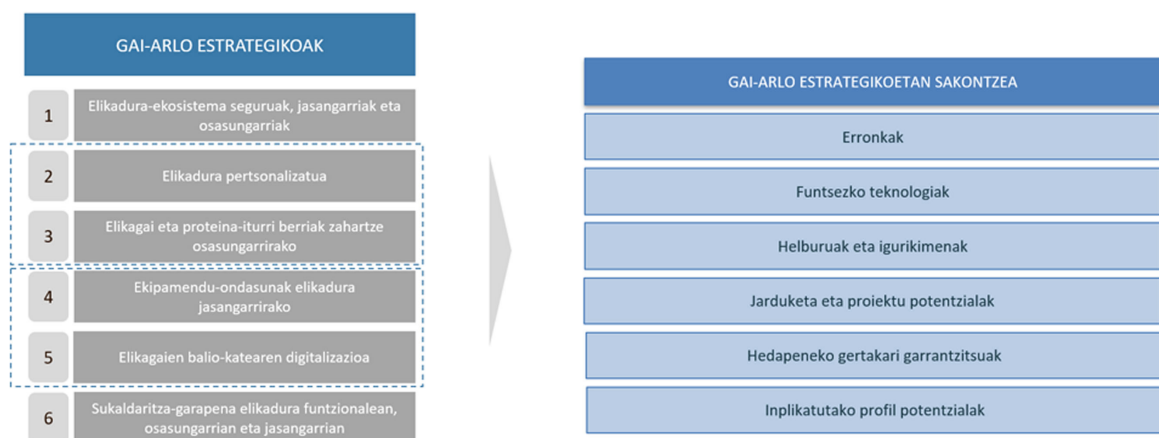 GAI-ARLO ESTRATEGIKOAK
1
Elikadura-ekosistema seguruak, jasangarriak eta
osasungarriak
2
Elikadura pertsonalizatua
3
Elikagai eta proteina-iturri berriak zahartze
osasungarrirako
4
Ekipamendu-ondasunak elikadura
jasangarrirako
5
Elikagaien balio-katearen digitalizazioa
6
Sukaldaritza-garapena elikadura funtzionalean,
osasungarrian eta jasangarrian
GAI-ARLO ESTRATEGIKOETAN SAKONTZEA
Erronkak
Funtsezko teknologiak
Helburuak eta igurikimenak
Jarduketa eta proiektu potentzialak
Hedapeneko gertakari garrantzitsuak
Inplikatutako profil potentzialak